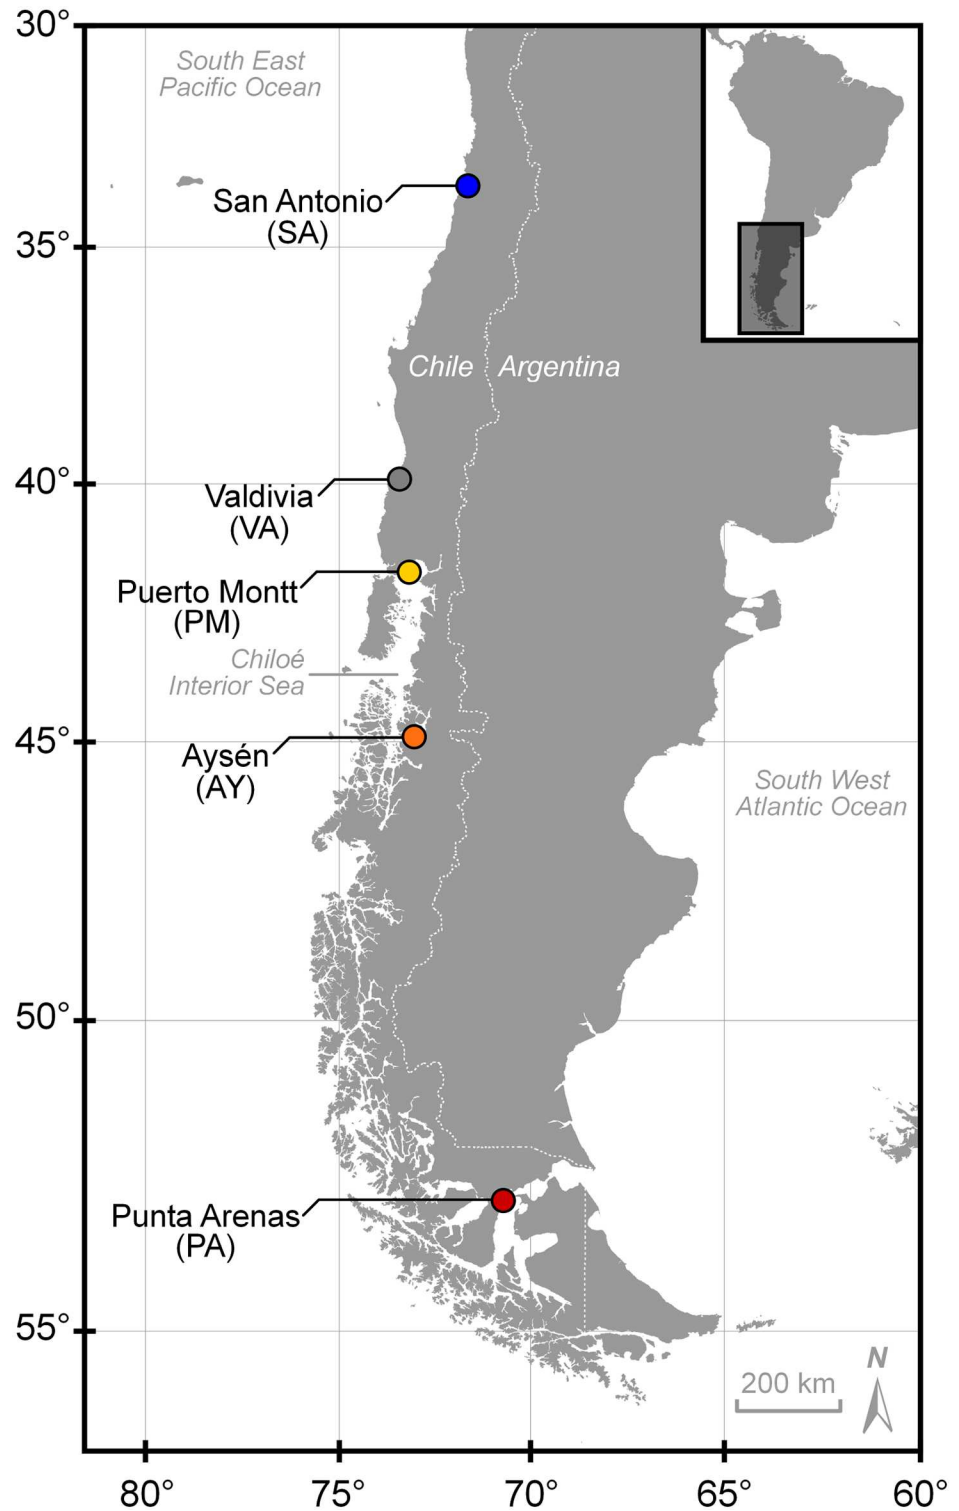 30°
South East
Pacific Ocean
San Antonio
(SA)
35°
Chile
Argentina
40°
Valdivia
(VA)
Puerto Montt
(PM)
Chiloé
Interior Sea
45°
Aysén
(AY)
South West
Atlantic Ocean
50°
Punta Arenas
(PA)
55°
N
200 km
80°
75°
70°
65°
60°